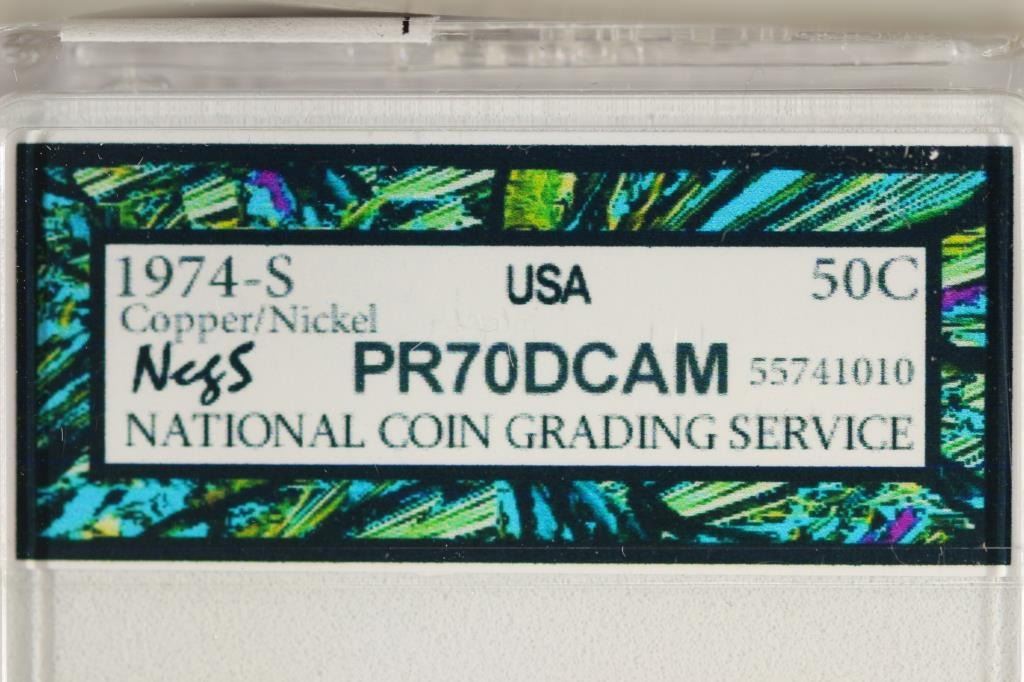 1974-S USA 50C
Copper/Nickel
NCGS PR70DCAM 55741010
NATIONAL COIN GRADING SERVICE